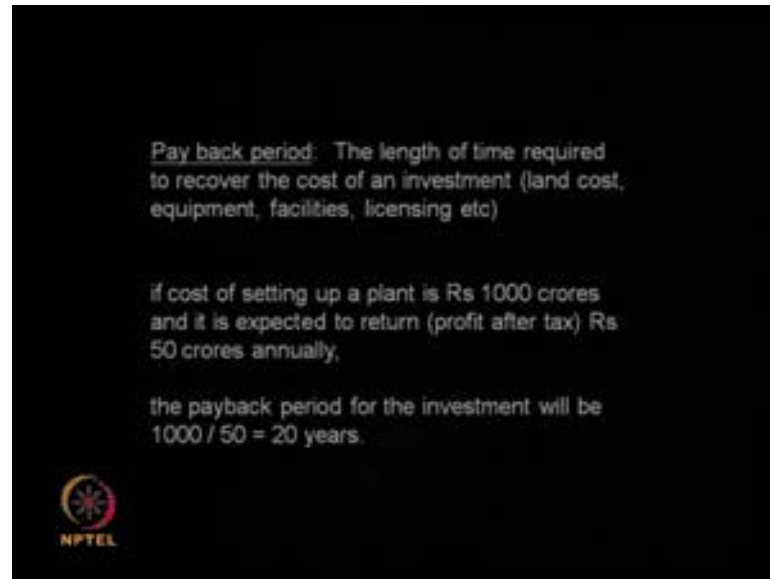 Pay back period:  The length of time required
to recover the cost of an investment (land cost,
equipment, facilities, licensing etc)
if cost of setting up a plant is Rs 1000 crores
and it is expected to return (profit after tax) Rs
50 crores annually,
the payback period for the investment will be
1000 / 50 = 20 years.
NPTEL